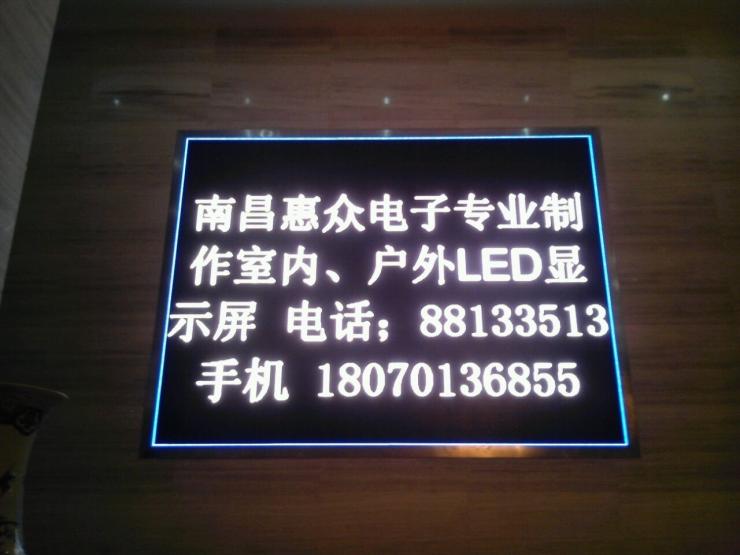 南昌惠众电子专业制
作室内、户外LED显
示屏 电话；88133513
手机 18070136855